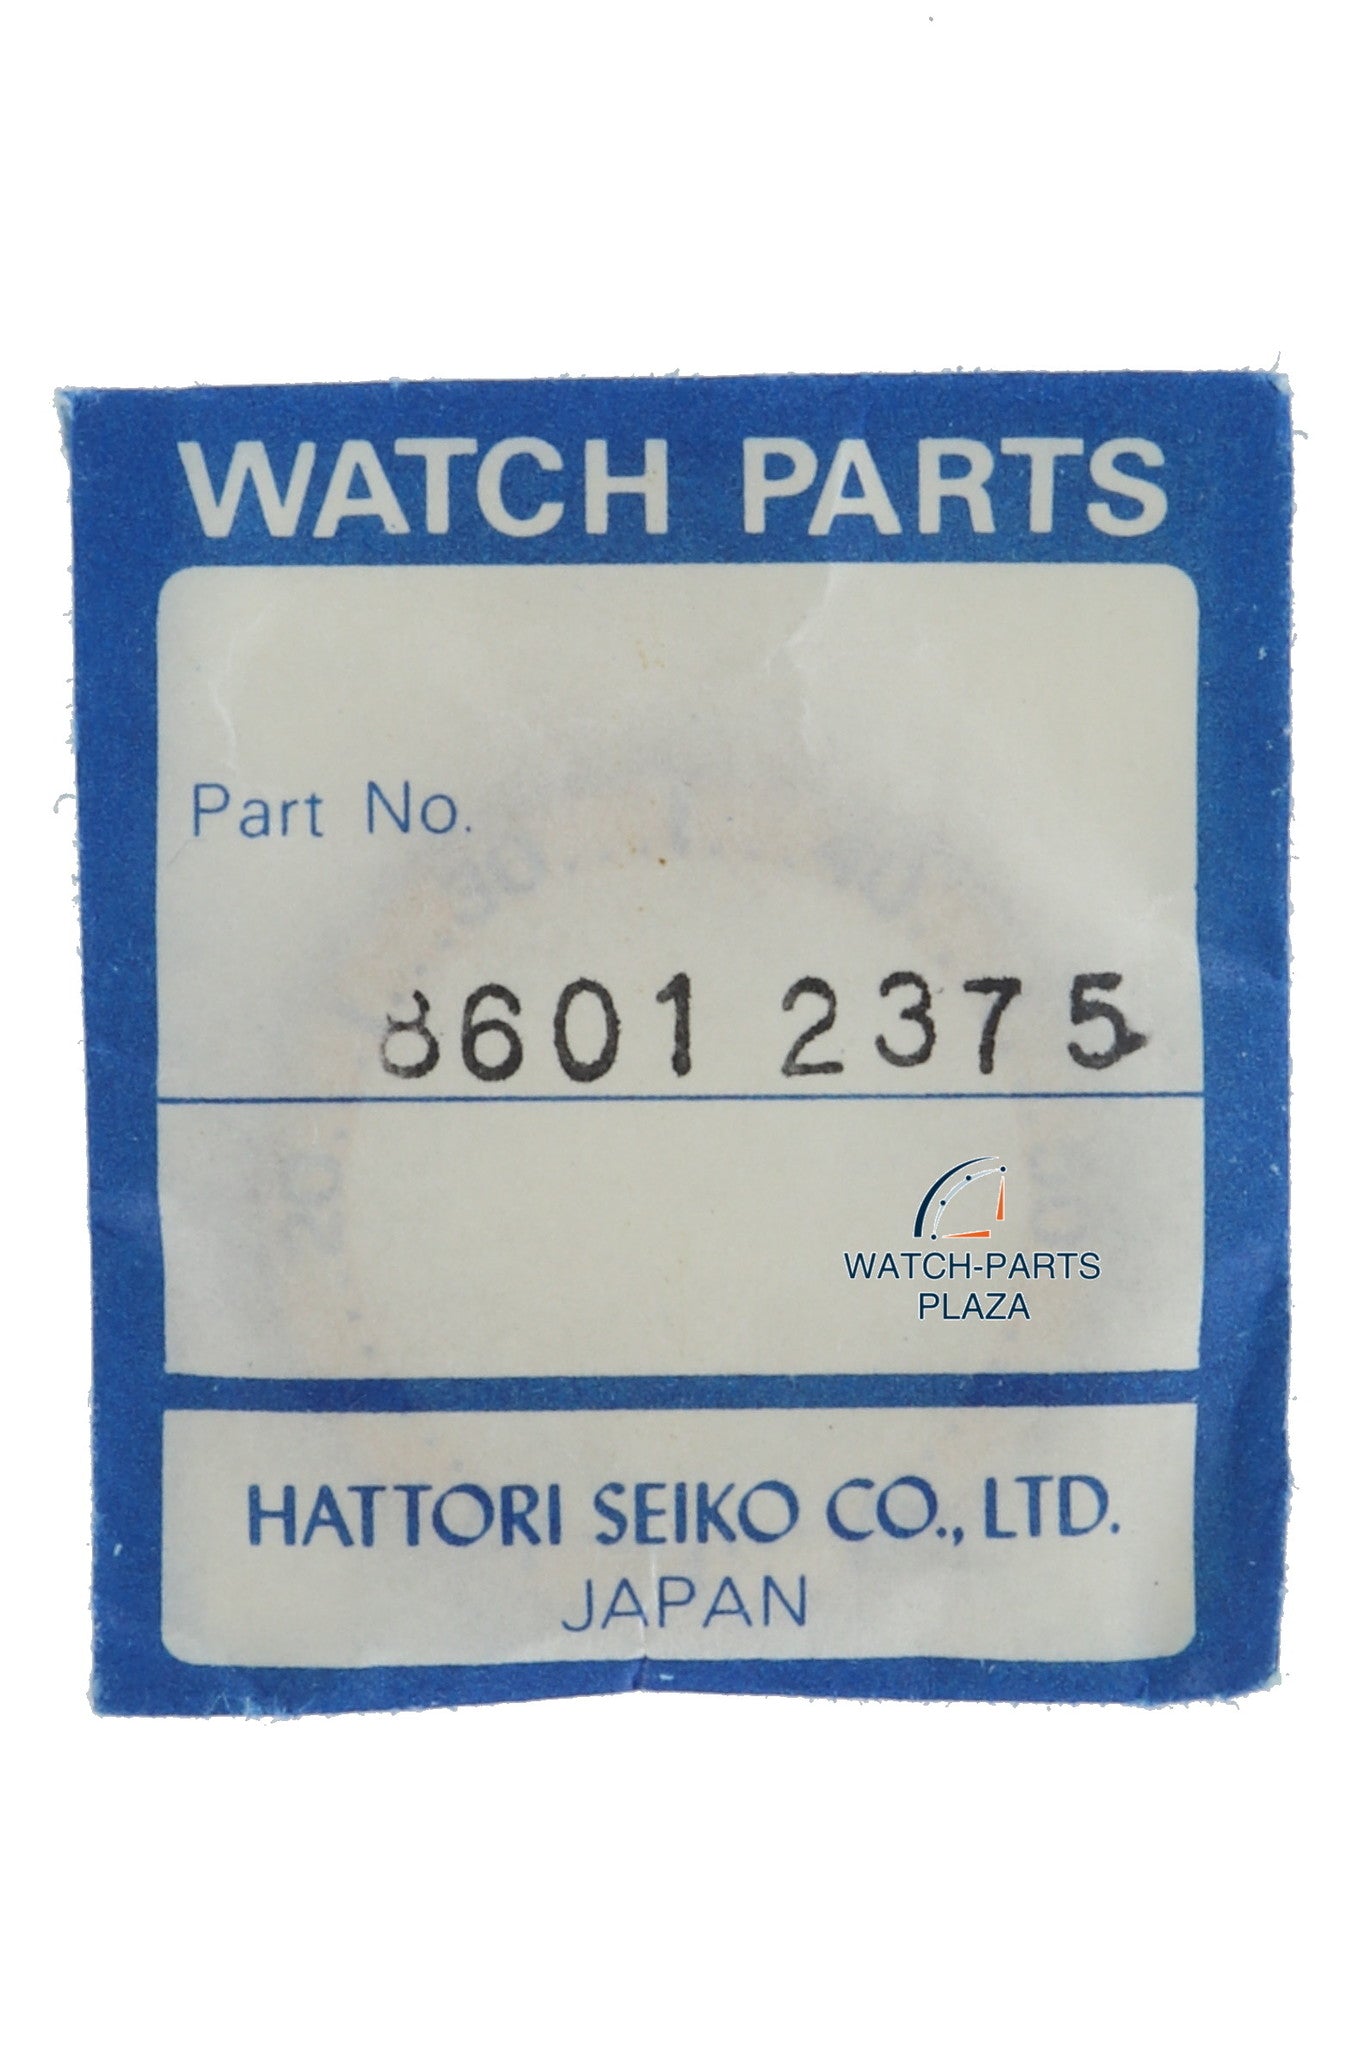 WATCH PARTS
Part No.
8601 2375
WATCH-PARTS
PLAZA
HATTORI SEIKO CO., LTD.
JAPAN